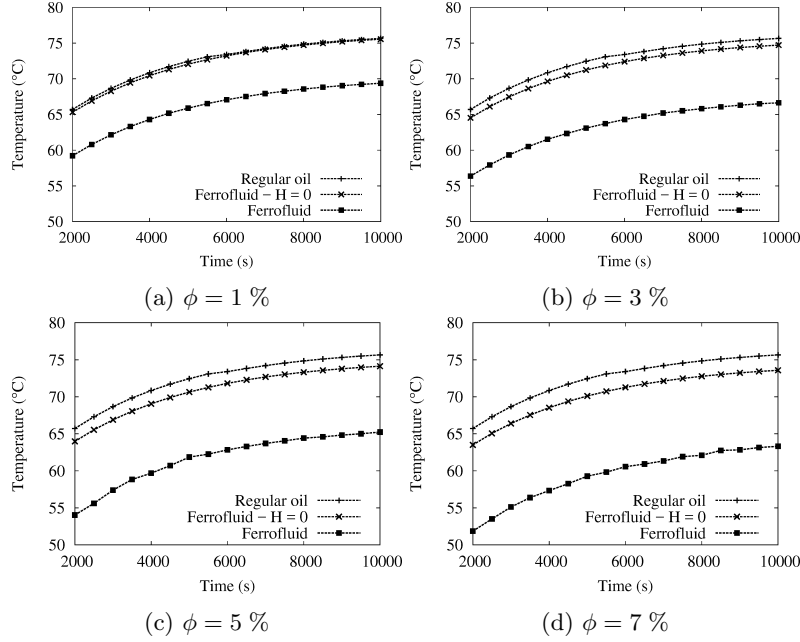 80
75
70
65
60
55
50
Temperature (°C)
Regular oil
Ferrofluid − H = 0
Ferrofluid
2000 4000 6000 8000 10000
Time (s)
(a) ϕ = 1 %
80
75
70
65
60
55
50
Temperature (°C)
Regular oil
Ferrofluid − H = 0
Ferrofluid
2000 4000 6000 8000 10000
Time (s)
(b) ϕ = 3 %
80
75
70
65
60
55
50
Temperature (°C)
Regular oil
Ferrofluid − H = 0
Ferrofluid
2000 4000 6000 8000 10000
Time (s)
(c) ϕ = 5 %
80
75
70
65
60
55
50
Temperature (°C)
Regular oil
Ferrofluid − H = 0
Ferrofluid
2000 4000 6000 8000 10000
Time (s)
(d) ϕ = 7 %